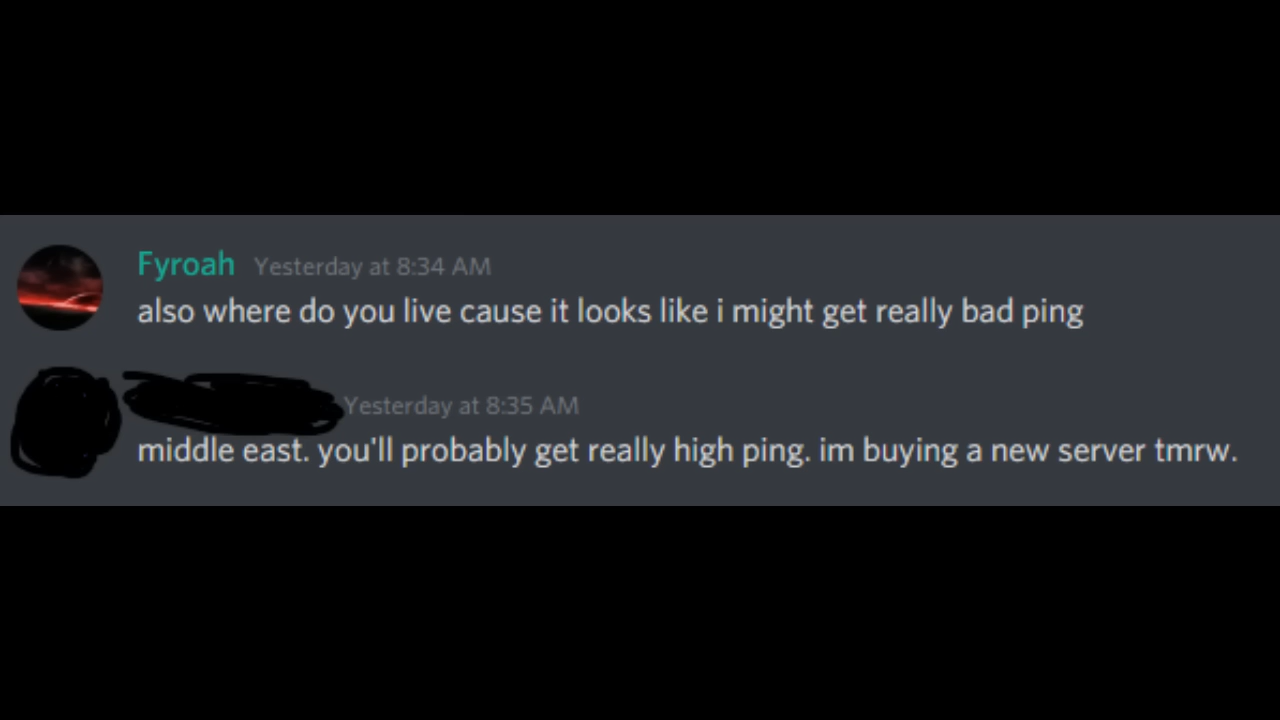 Fyroah Yesterday at 8:34 AM
also where do you live cause it looks like i might get really bad ping
Yesterday at 8:35 AM
middle east. you'll probably get really high ping. im buying a new server tmrw.